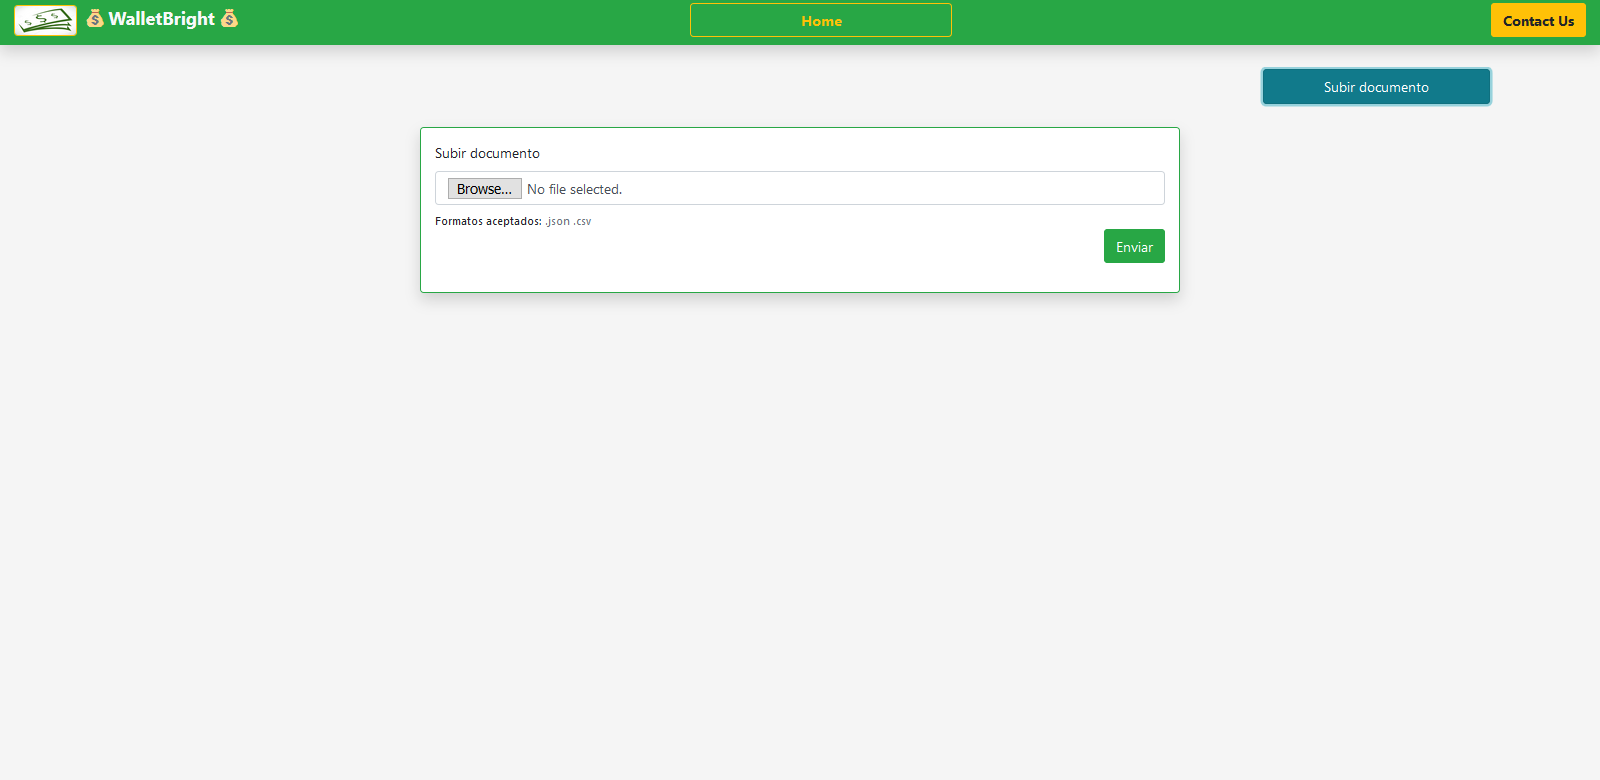 WalletBright
Home
Contact Us
Subir documento
Subir documento
Browse... No file selected.
Formatos aceptados: .json .csv
Enviar